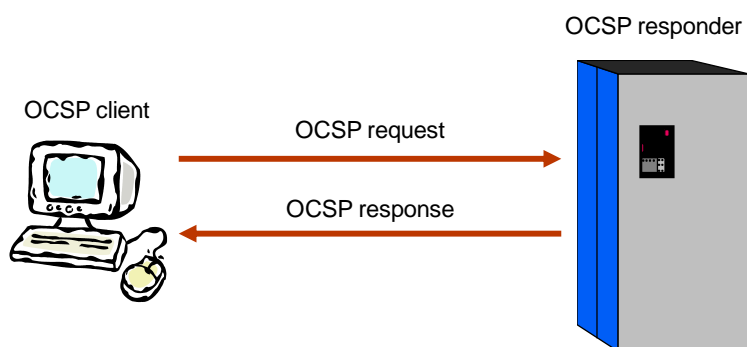 OCSP responder
OCSP client
OCSP request
OCSP response